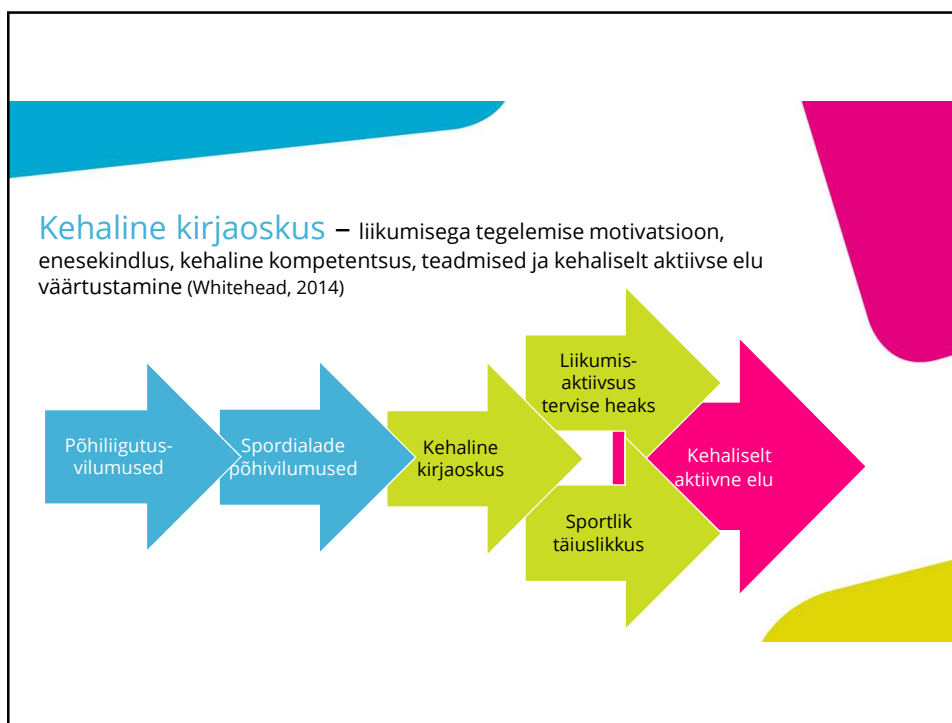 Kehaline kirjaoskus – liikumisega tegelemise motivatsioon,
enesekindlus, kehaline kompetentsus, teadmised ja kehaliselt aktiivse elu
väärtustamine (Whitehead, 2014)
Põhiliigutus-
vilumused
Spordialade
põhivilumused
Kehaline
kirjaoskus
Liikumis-
aktiivsus
tervise heaks
Sportlik
täiuslikkus
Kehaliselt
aktiivne elu